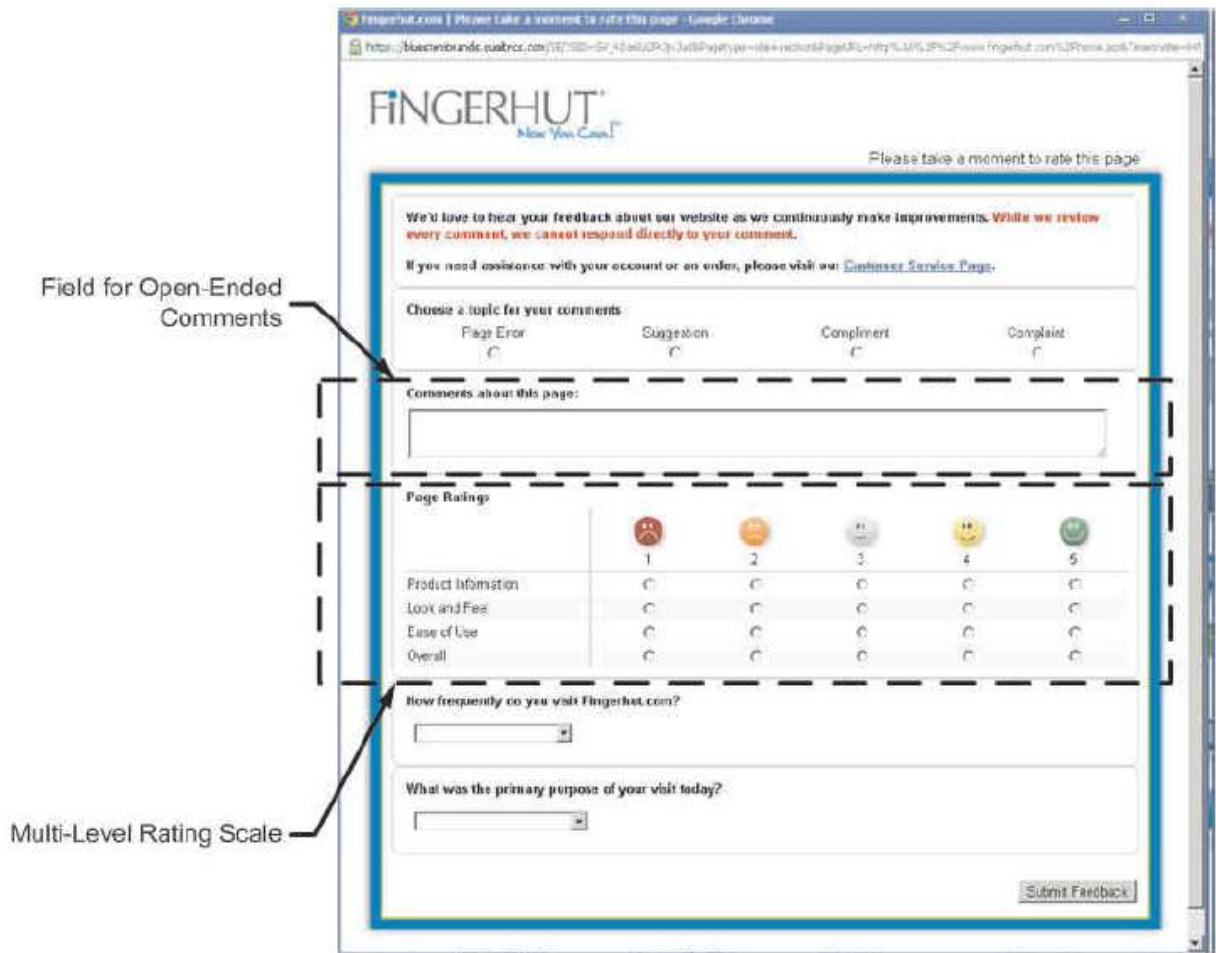 Fingerhut.com | Please take a moment to rate this page - Google Chrome
FiNGERHUT
Now You Can!
Please take a moment to rate this page
We'd love to hear your feedback about our website as we continuously make improvements. While we review
every comment, we cannot respond directly to your comment.
If you need assistance with your account or an order, please visit our Customer Service Page.
Field for Open-Ended
Comments
Choose a topic for your comments
Page Error Suggestion Compliment Complaint
Comments about this page:
Page Ratings
1 2 3 4 5
Product Information
Look and Feel
Ease of Use
Overall
How frequently do you visit Fingerhut.com?
What was the primary purpose of your visit today?
Multi-Level Rating Scale
Submit Feedback